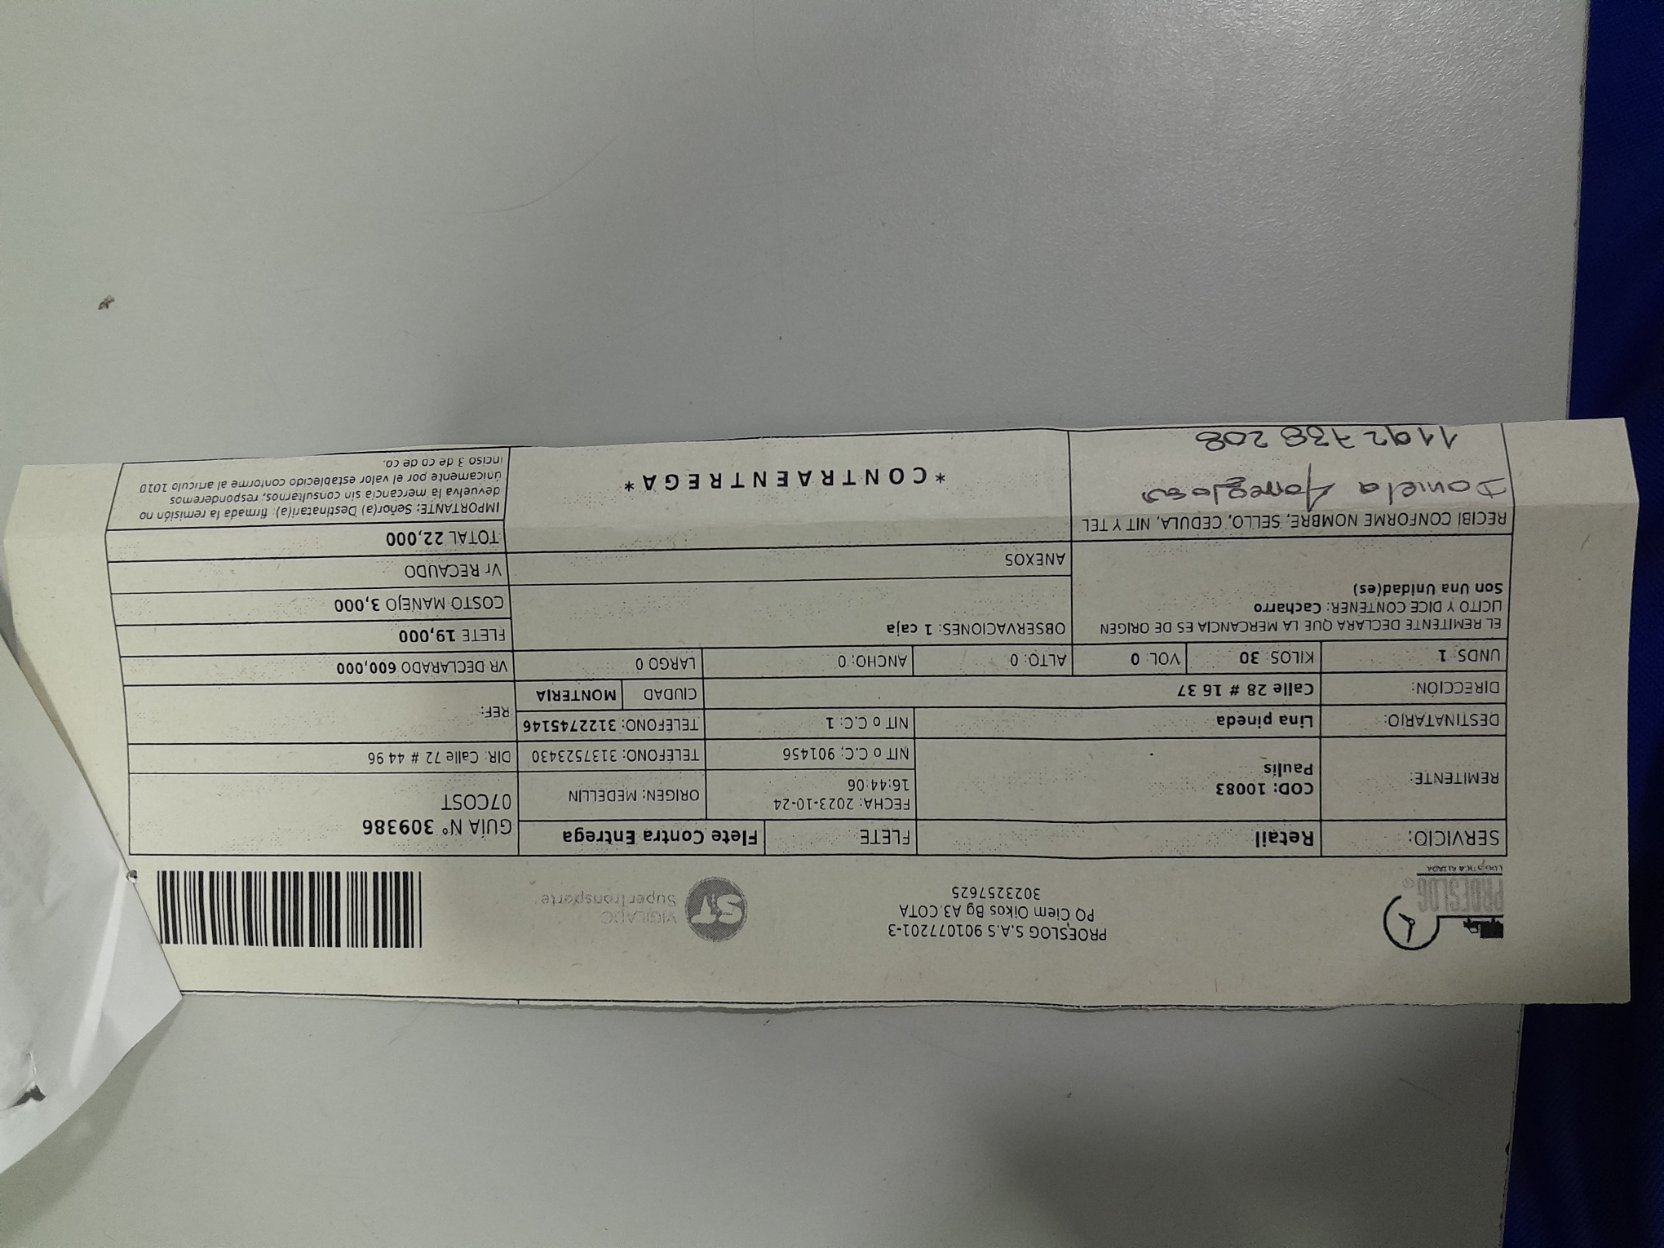 PROESLOG
PROESLOG S.A.S 901077201-3
PQ Ciem Oikos Bg A3.COTA
3023257625
ST
VIGILADO
SuperTransporte
SERVICIO:
Retail
FLETE
Flete Contra Entrega
GUIA N° 309386
07COST
REMITENTE:
COD: 10083
Paulis
FECHA: 2023-10-24
16:44:06
ORIGEN: MEDELLIN
NIT o C.C: 901456
TELEFONO: 3137523430
DIR: Calle 72 # 44 96
DESTINATARIO:
Lina pineda
NIT o C.C: 1
TELEFONO: 3122745146
REF:
DIRECCIÓN:
Calle 28 # 16 37
CIUDAD
MONTERIA
UNDS: 1
KILOS: 30
VOL: 0
ALTO: 0
ANCHO: 0
LARGO 0
VR DECLARADO 600,000
EL REMITENTE DECLARA QUE LA MERCANCIA ES DE ORIGEN
LICITO Y DICE CONTENER: Cacharro
Son Una Unidad(es)
OBSERVACIONES: 1 caja
FLETE 19,000
COSTO MANEJO 3,000
ANEXOS
Vr RECAUDO
TOTAL 22,000
RECIBI CONFORME NOMBRE, SELLO, CEDULA, NIT Y TEL
Daniela
1192738208
*CONTRAENTREGA*
IMPORTANTE: Señor(a) Destinatari(a): firmada la remisión no
devuelva la mercancia sin consultarnos, responderemos
unicamente por el valor establecido conforme al articulo 1010
inciso 3 de co de co.